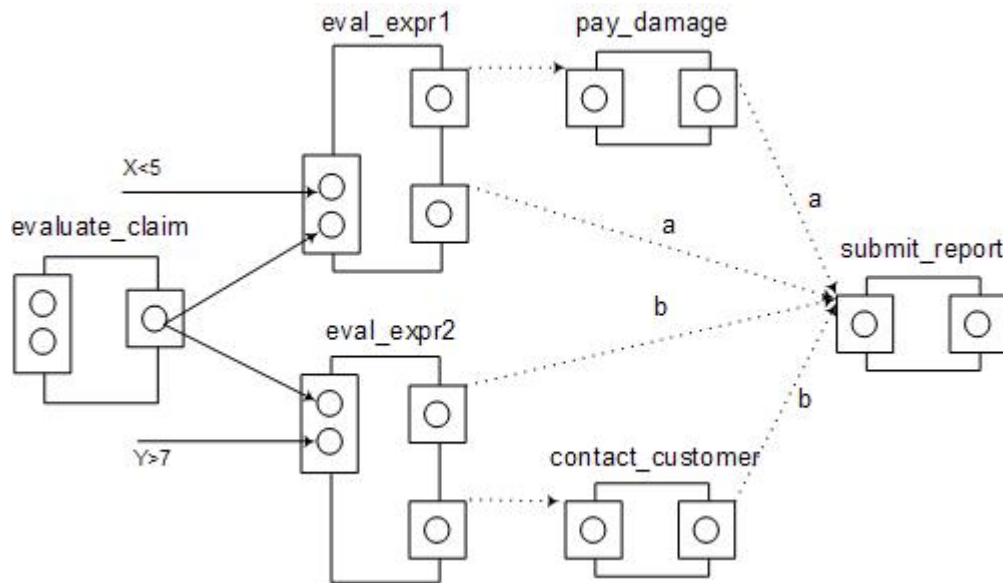 eval_expr1
pay_damage
X<5
evaluate_claim
a
a
submit_report
b
eval_expr2
b
Y>7
contact_customer